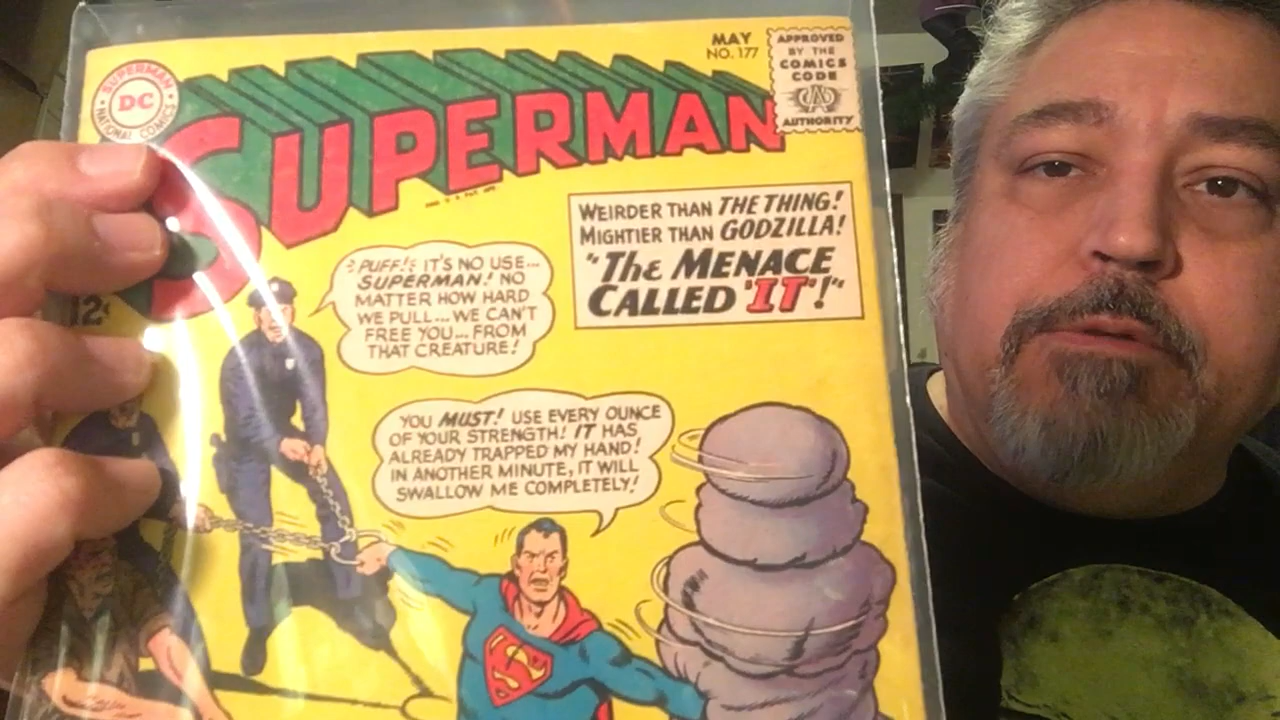 SUPERMAN
DC
NATIONAL COMICS
MAY
NO. 177
APPROVED
BY THE
COMICS
CODE
CA
AUTHORITY
SUPERMAN
WEIRDER THAN THE THING!
MIGHTIER THAN GODZILLA!
"THE MENACE
CALLED 'IT'!"
12¢
PUFF! IT'S NO USE...
SUPERMAN! NO
MATTER HOW HARD
WE PULL... WE CAN'T
FREE YOU... FROM
THAT CREATURE!
YOU MUST! USE EVERY OUNCE
OF YOUR STRENGTH! IT HAS
ALREADY TRAPPED MY HAND!
IN ANOTHER MINUTE, IT WILL
SWALLOW ME COMPLETELY!
S